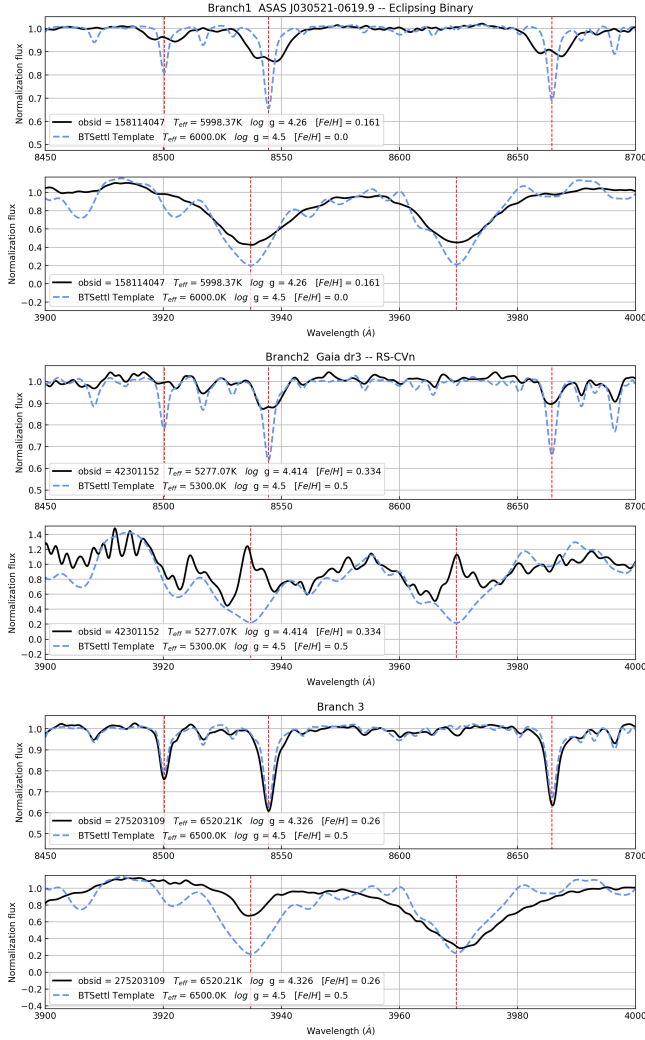 Branch1 ASAS J030521-0619.9 -- Eclipsing Binary
Normalization flux
1.0
0.9
0.8
0.7
0.6
0.5
obsid = 158114047 T_eff = 5998.37K log g = 4.26 [Fe/H] = 0.161
BTSettl Template T_eff = 6000.0K log g = 4.5 [Fe/H] = 0.0
8450 8500 8550 8600 8650 8700
Normalization flux
1.0
0.8
0.6
0.4
0.2
0.0
−0.2
obsid = 158114047 T_eff = 5998.37K log g = 4.26 [Fe/H] = 0.161
BTSettl Template T_eff = 6000.0K log g = 4.5 [Fe/H] = 0.0
3900 3920 3940 3960 3980 4000
Wavelength (Å)
Branch2 Gaia dr3 -- RS-CVn
Normalization flux
1.0
0.9
0.8
0.7
0.6
0.5
obsid = 42301152 T_eff = 5277.07K log g = 4.414 [Fe/H] = 0.334
BTSettl Template T_eff = 5300.0K log g = 4.5 [Fe/H] = 0.5
8450 8500 8550 8600 8650 8700
Normalization flux
1.4
1.2
1.0
0.8
0.6
0.4
0.2
0.0
−0.2
obsid = 42301152 T_eff = 5277.07K log g = 4.414 [Fe/H] = 0.334
BTSettl Template T_eff = 5300.0K log g = 4.5 [Fe/H] = 0.5
3900 3920 3940 3960 3980 4000
Wavelength (Å)
Branch 3
Normalization flux
1.0
0.9
0.8
0.7
0.6
0.5
obsid = 275203109 T_eff = 6520.21K log g = 4.326 [Fe/H] = 0.26
BTSettl Template T_eff = 6500.0K log g = 4.5 [Fe/H] = 0.5
8450 8500 8550 8600 8650 8700
Normalization flux
1.0
0.8
0.6
0.4
0.2
0.0
−0.2
−0.4
obsid = 275203109 T_eff = 6520.21K log g = 4.326 [Fe/H] = 0.26
BTSettl Template T_eff = 6500.0K log g = 4.5 [Fe/H] = 0.5
3900 3920 3940 3960 3980 4000
Wavelength (Å)